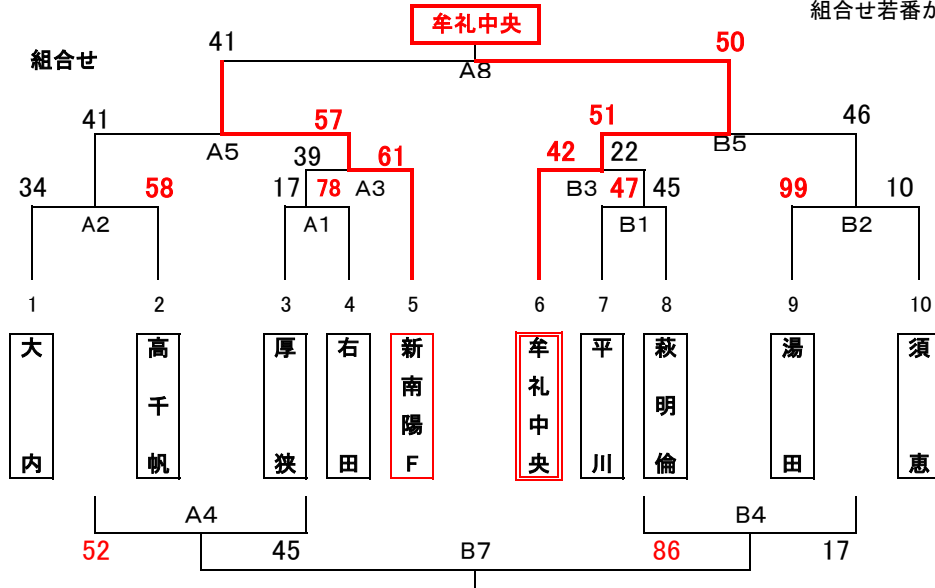 組合せ若番か
牟礼中央
組合せ
41
50
A8
41
57
51
46
A5
B5
39
61
42
22
34
58
17
78
A3
B3
47
45
99
10
A2
A1
B1
B2
1
2
3
4
5
6
7
8
9
10
大内
高千帆
厚狭
右田
新南陽F
牟礼中央
平川
萩明倫
湯田
須恵
A4
B4
52
45
B7
86
17